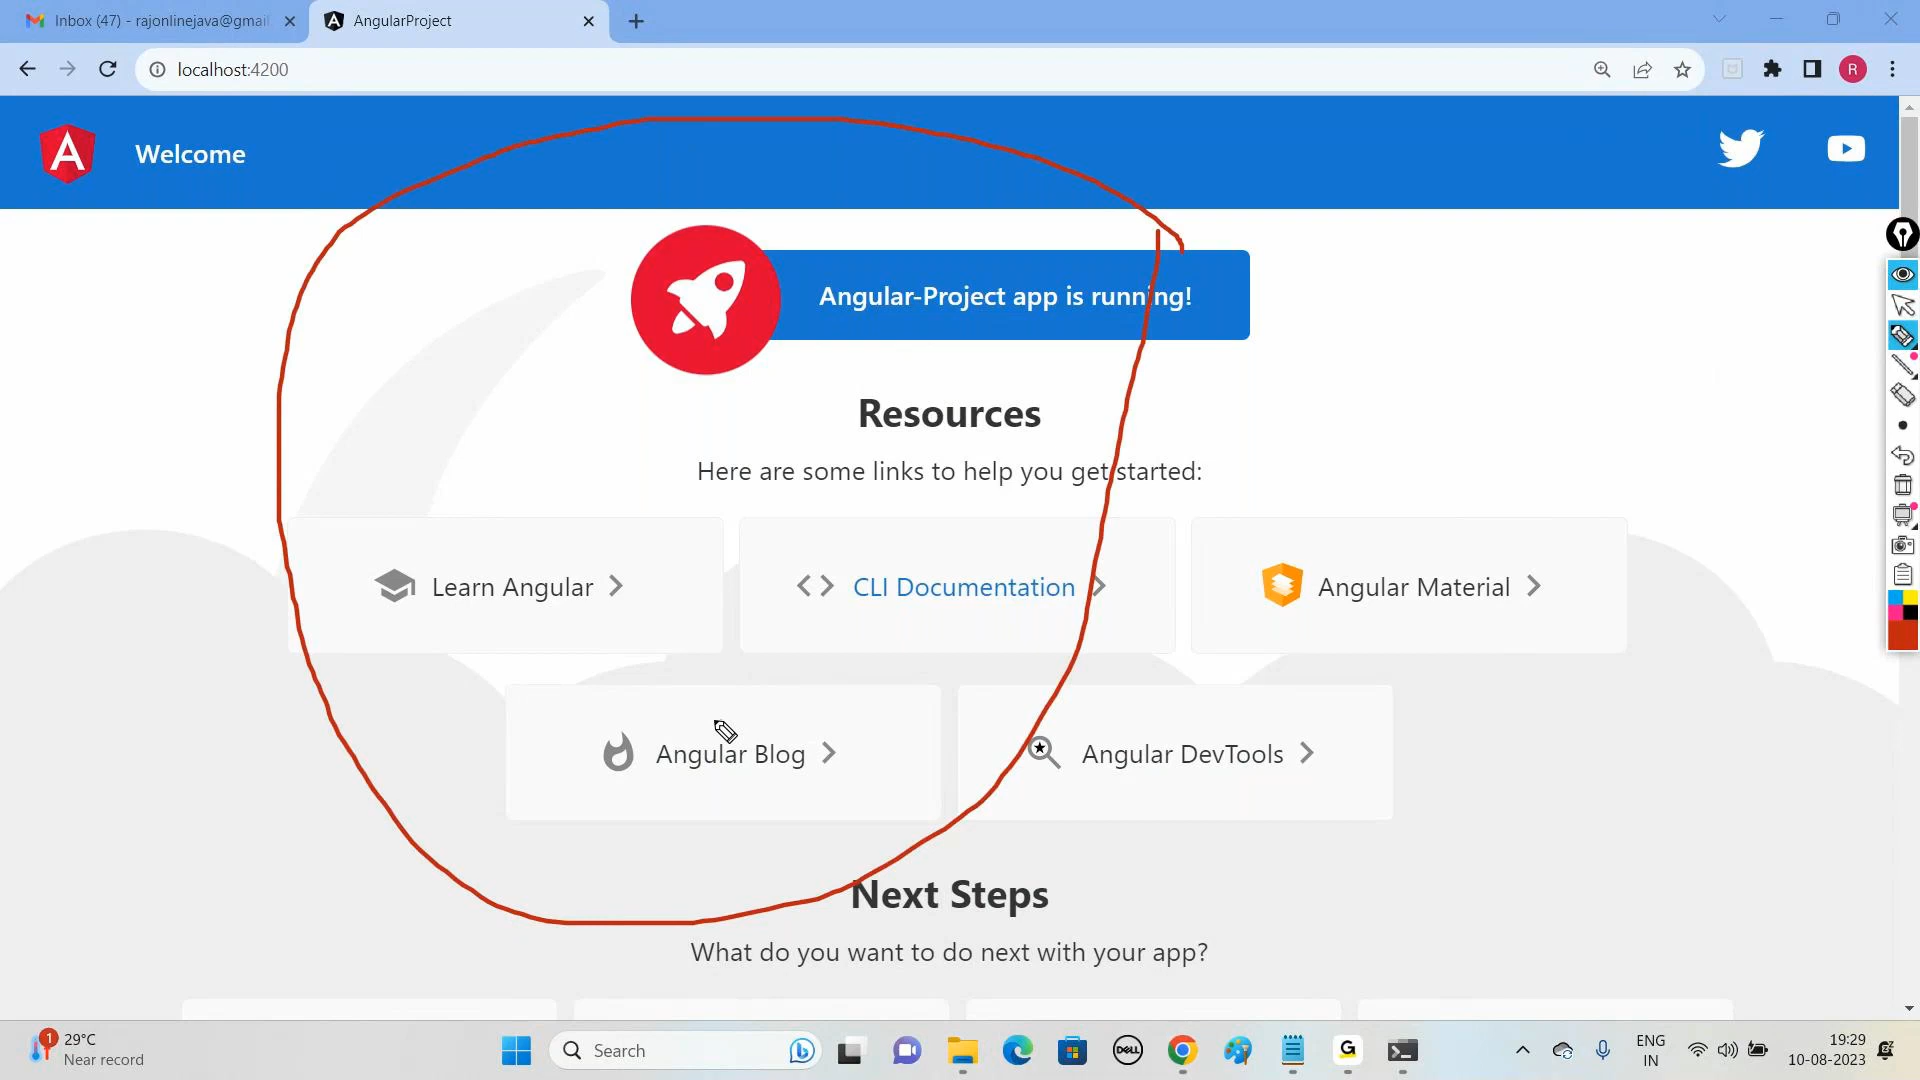 Inbox (47) - rajonlinejava@gmail
AngularProject
localhost:4200
R
A
Welcome
Angular-Project app is running!
Resources
Here are some links to help you get started:
Learn Angular
CLI Documentation
Angular Material
Angular Blog
Angular DevTools
Next Steps
What do you want to do next with your app?
1
29°C
Near record
Search
DELL
G
ENG
IN
19:29
10-08-2023